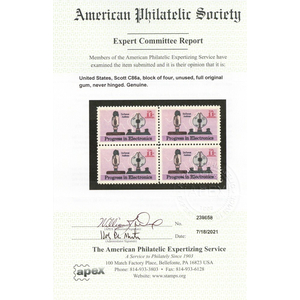 American Philatelic Society
Expert Committee Report
Members of the American Philatelic Expertizing Service have
examined the item submitted and it is their opinion that it is:
United States, Scott C86a, block of four, unused, full original
gum, never hinged. Genuine.
Progress in Electronics
Progress in Electronics
Progress in Electronics
Progress in Electronics
No.
Date
7/18/2021
The American Philatelic Expertizing Service
A Service to Philately Since 1903
100 March Factory Place, Bellefonte, PA 16823 USA
Phone: 814-933-3803 • Fax: 814-933-6128
Website: www.stamps.org
apex